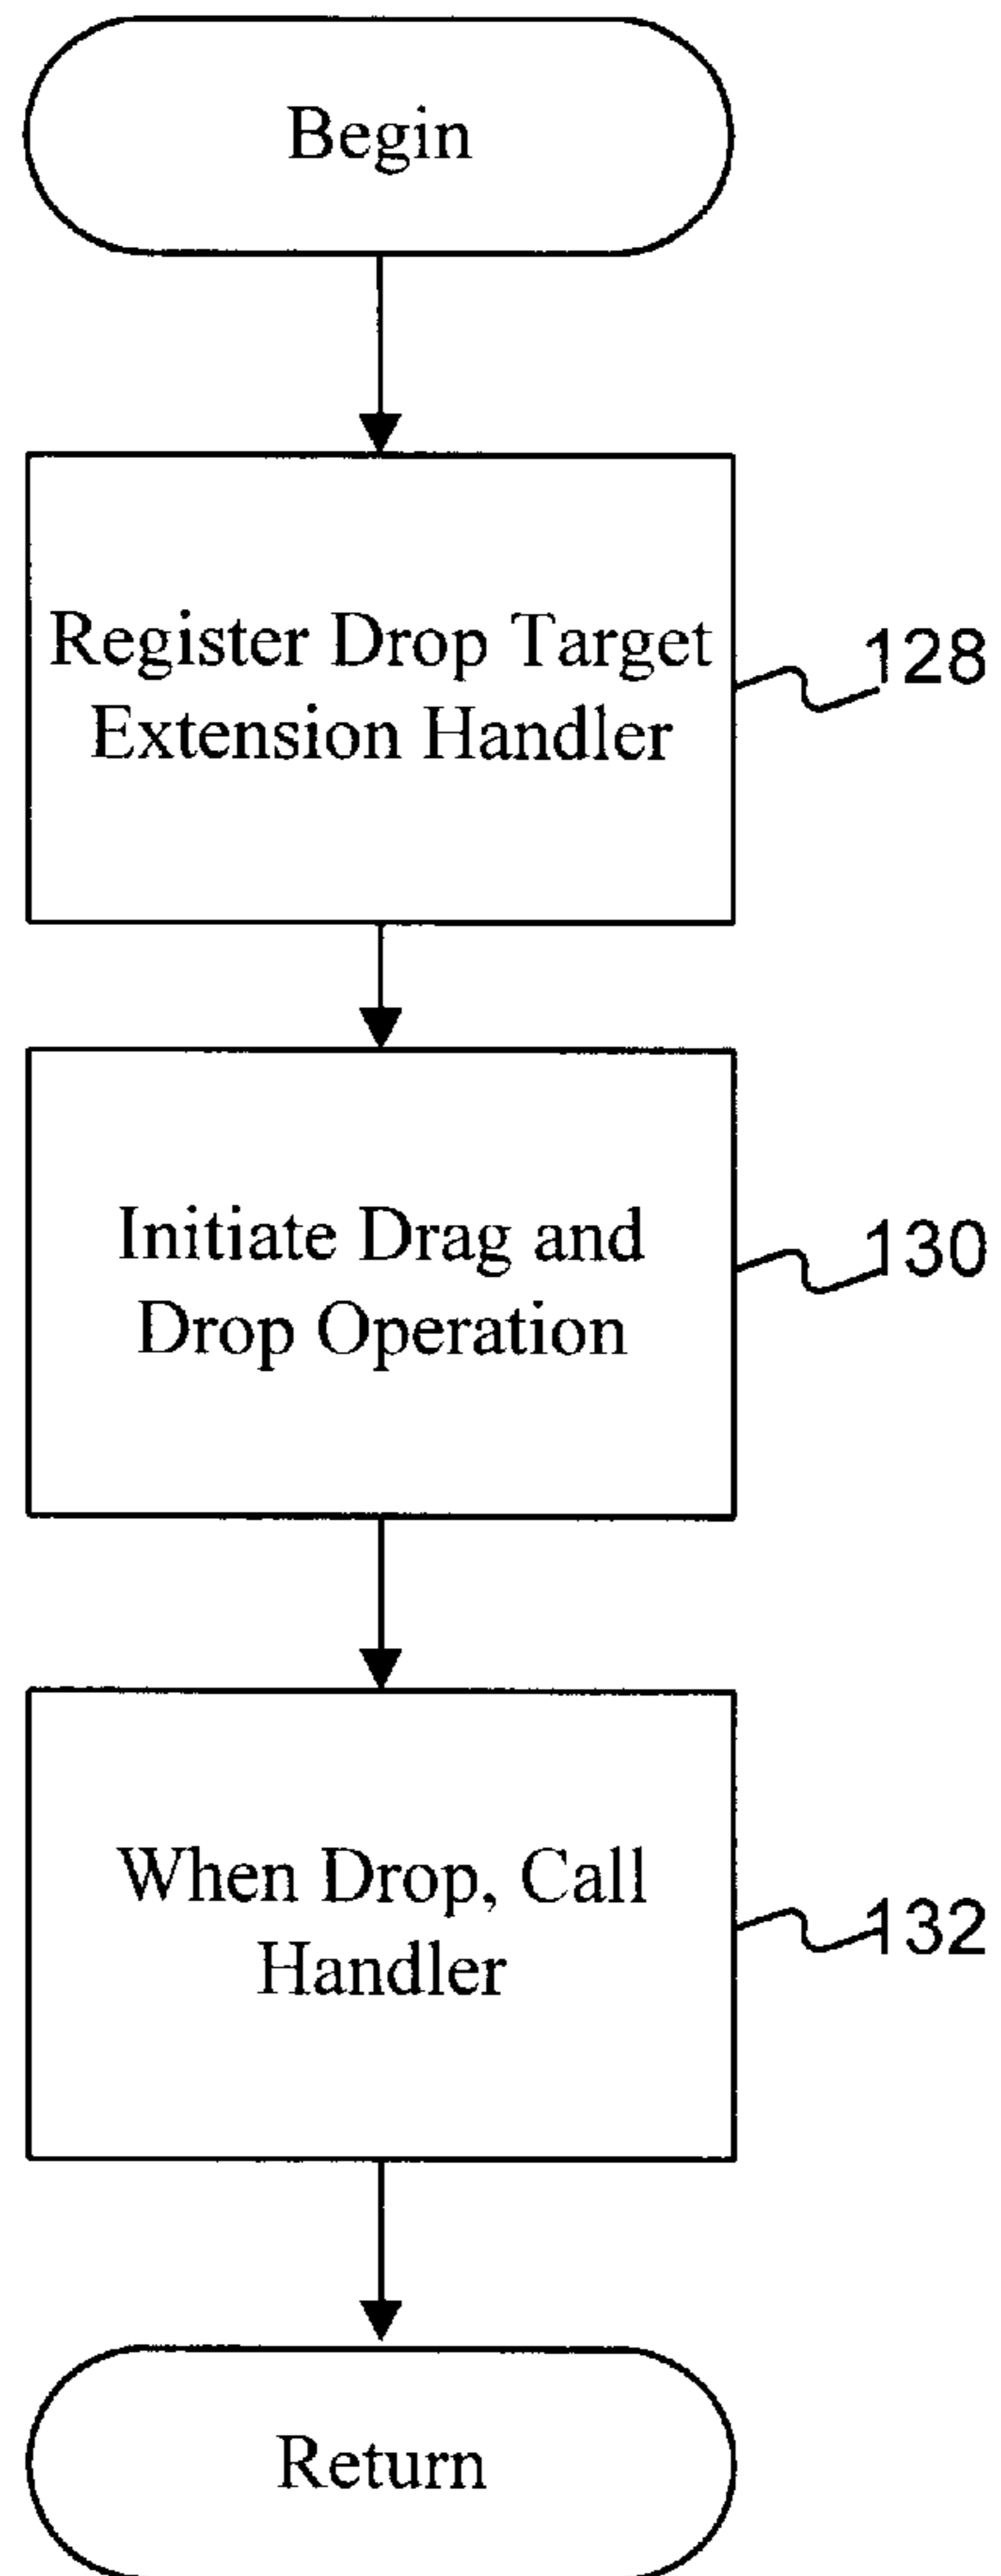 Begin
Register Drop Target
Extension Handler
128
Initiate Drag and
Drop Operation
130
When Drop, Call
Handler
132
Return